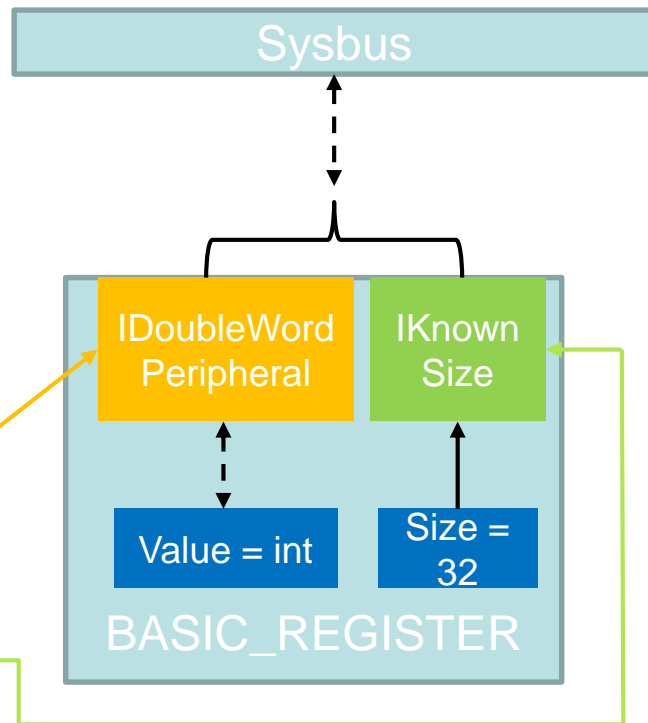 Sysbus
IDoubleWord
Peripheral
IKnown
Size
Value = int
Size =
32
BASIC_REGISTER